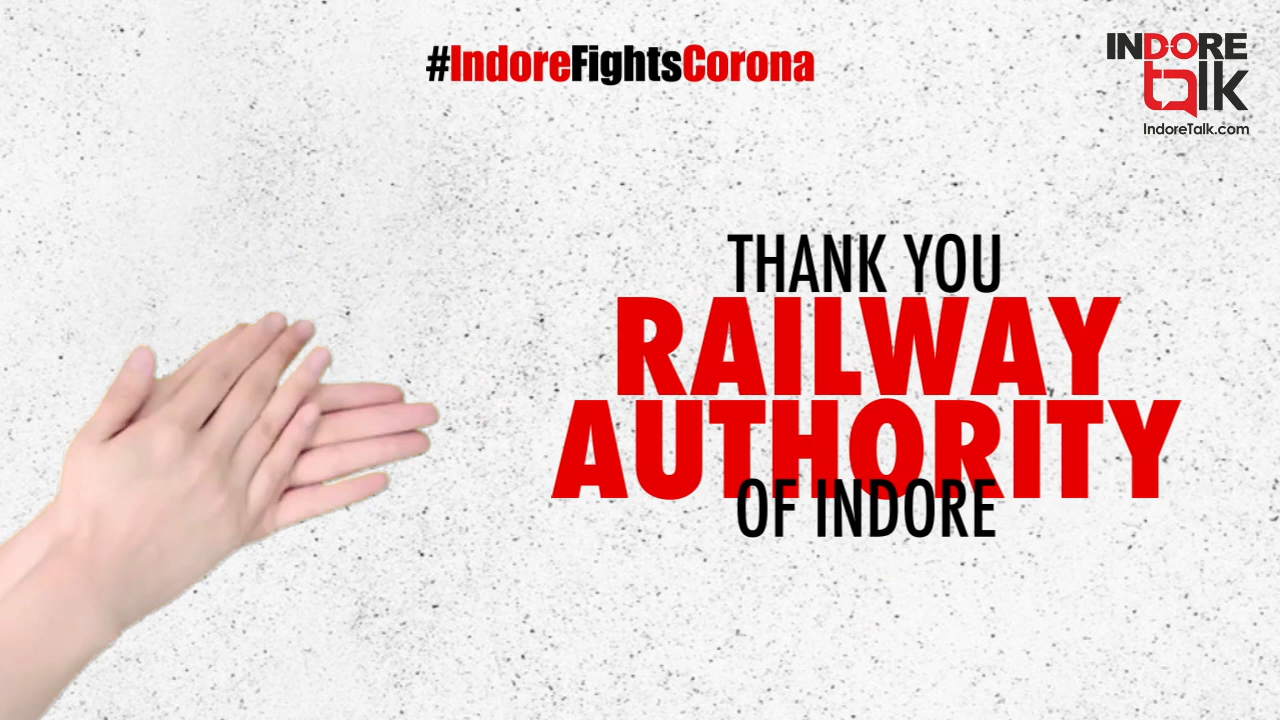 #IndoreFightsCorona
INDORE
talk
IndoreTalk.com
THANK YOU
RAILWAY
AUTHORITY
OF INDORE